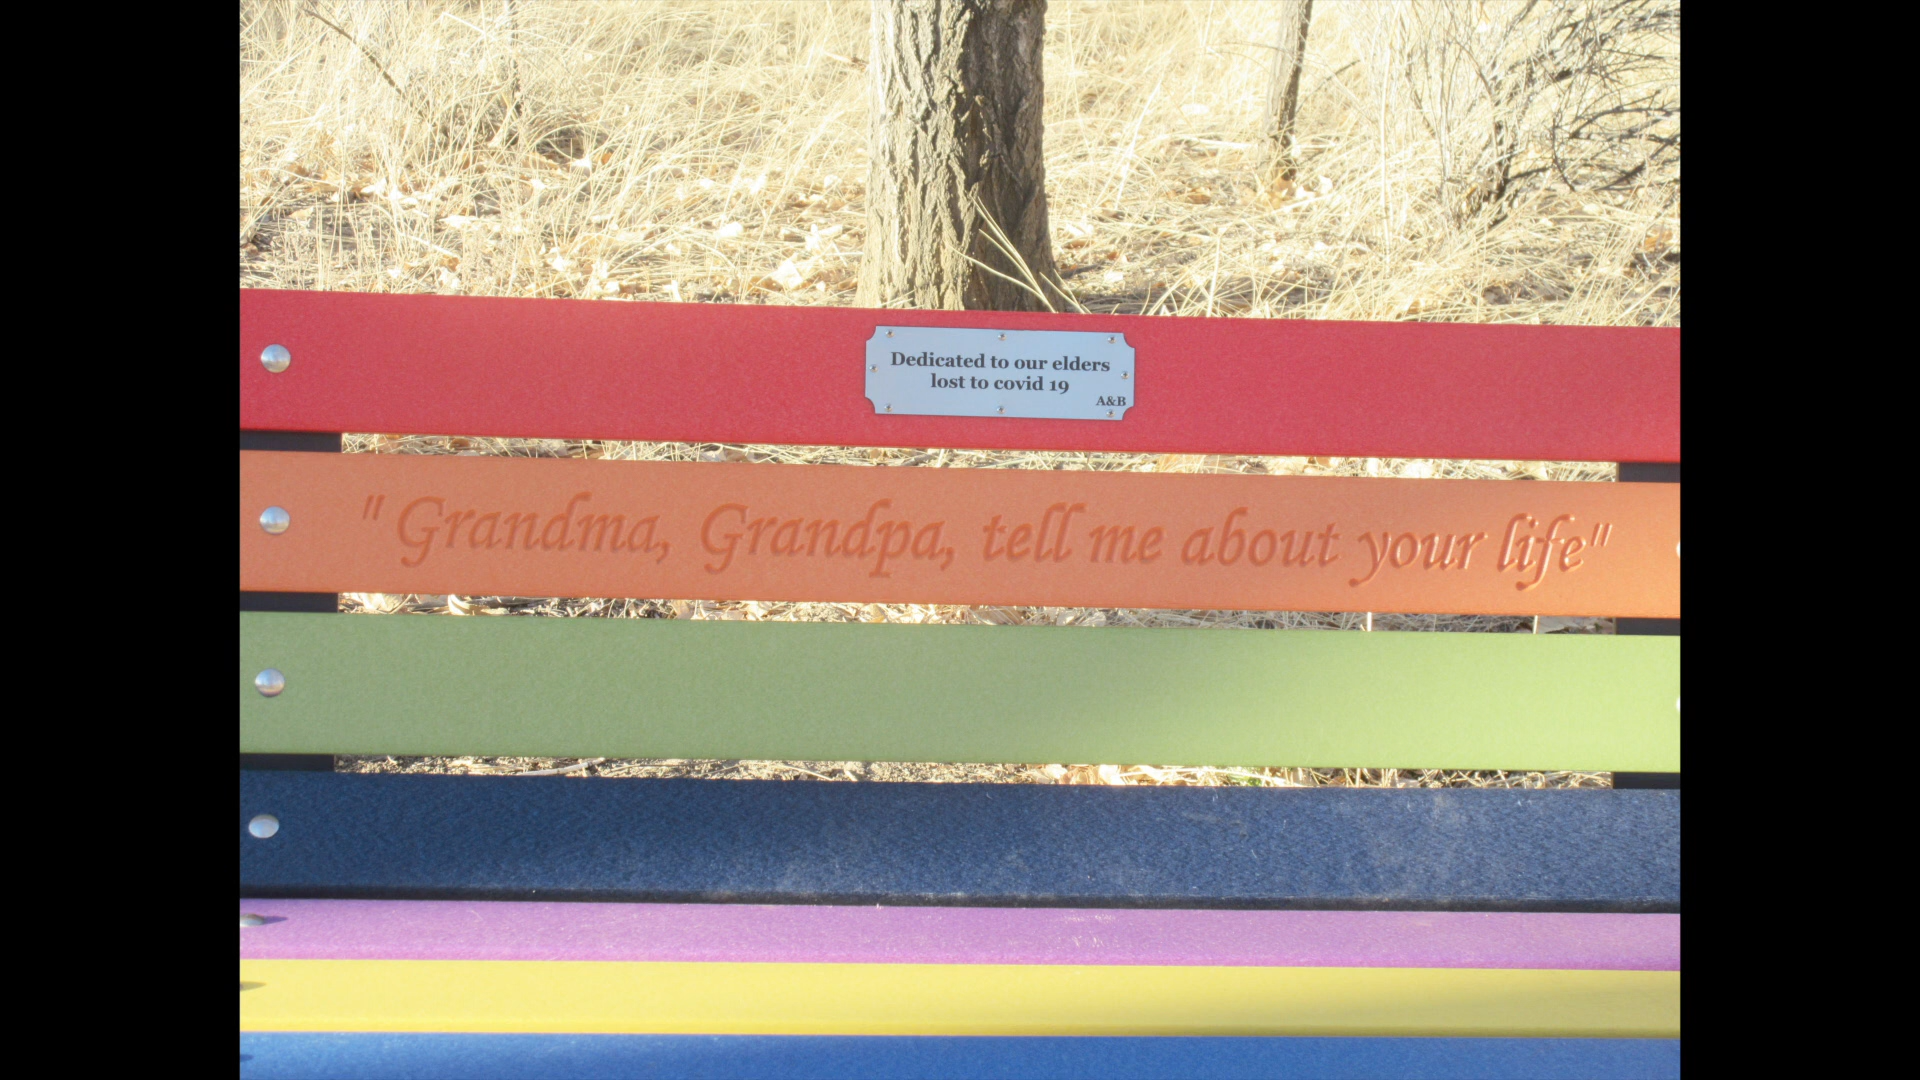 Dedicated to our elders
lost to covid 19
A&B
"Grandma, Grandpa, tell me about your life"